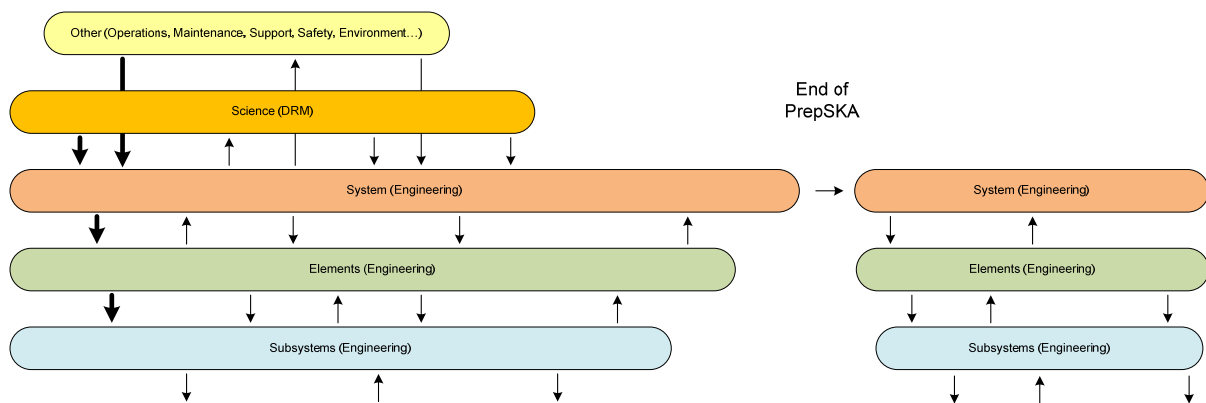 Other (Operations, Maintenance, Support, Safety, Environment…)
Science (DRM)
End of
PrepSKA
System (Engineering)
System (Engineering)
Elements (Engineering)
Elements (Engineering)
Subsystems (Engineering)
Subsystems (Engineering)